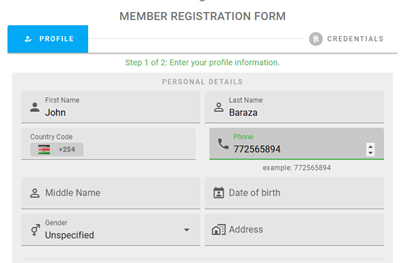 MEMBER REGISTRATION FORM
PROFILE
CREDENTIALS
Step 1 of 2: Enter your profile information.
PERSONAL DETAILS
First Name
John
Last Name
Baraza
Country Code
+254
Phone
772565894
example: 772565894
Middle Name
Date of birth
Gender
Unspecified
Address